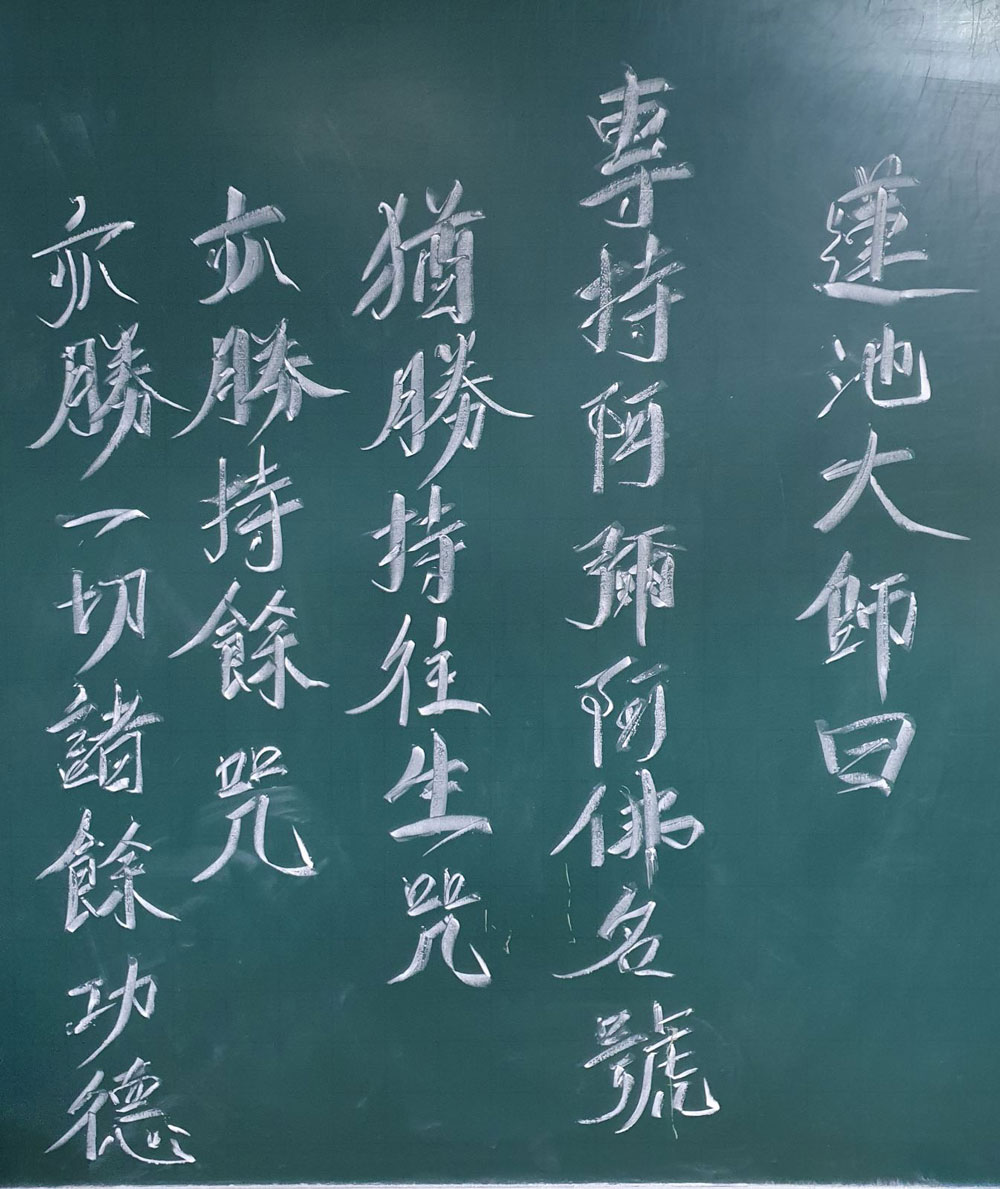 蓮池大師曰
專持阿彌阿佛名號
猶勝持往生咒
亦勝持餘咒
亦勝一切諸餘功德